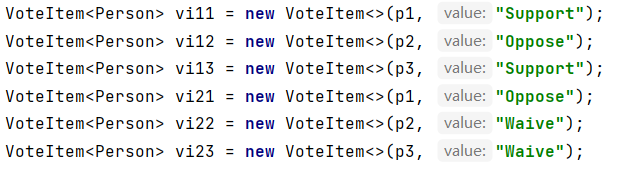 VoteItem<Person> vi11 = new VoteItem<>(p1, value: "Support");
VoteItem<Person> vi12 = new VoteItem<>(p2, value: "Oppose");
VoteItem<Person> vi13 = new VoteItem<>(p3, value: "Support");
VoteItem<Person> vi21 = new VoteItem<>(p1, value: "Oppose");
VoteItem<Person> vi22 = new VoteItem<>(p2, value: "Waive");
VoteItem<Person> vi23 = new VoteItem<>(p3, value: "Waive");